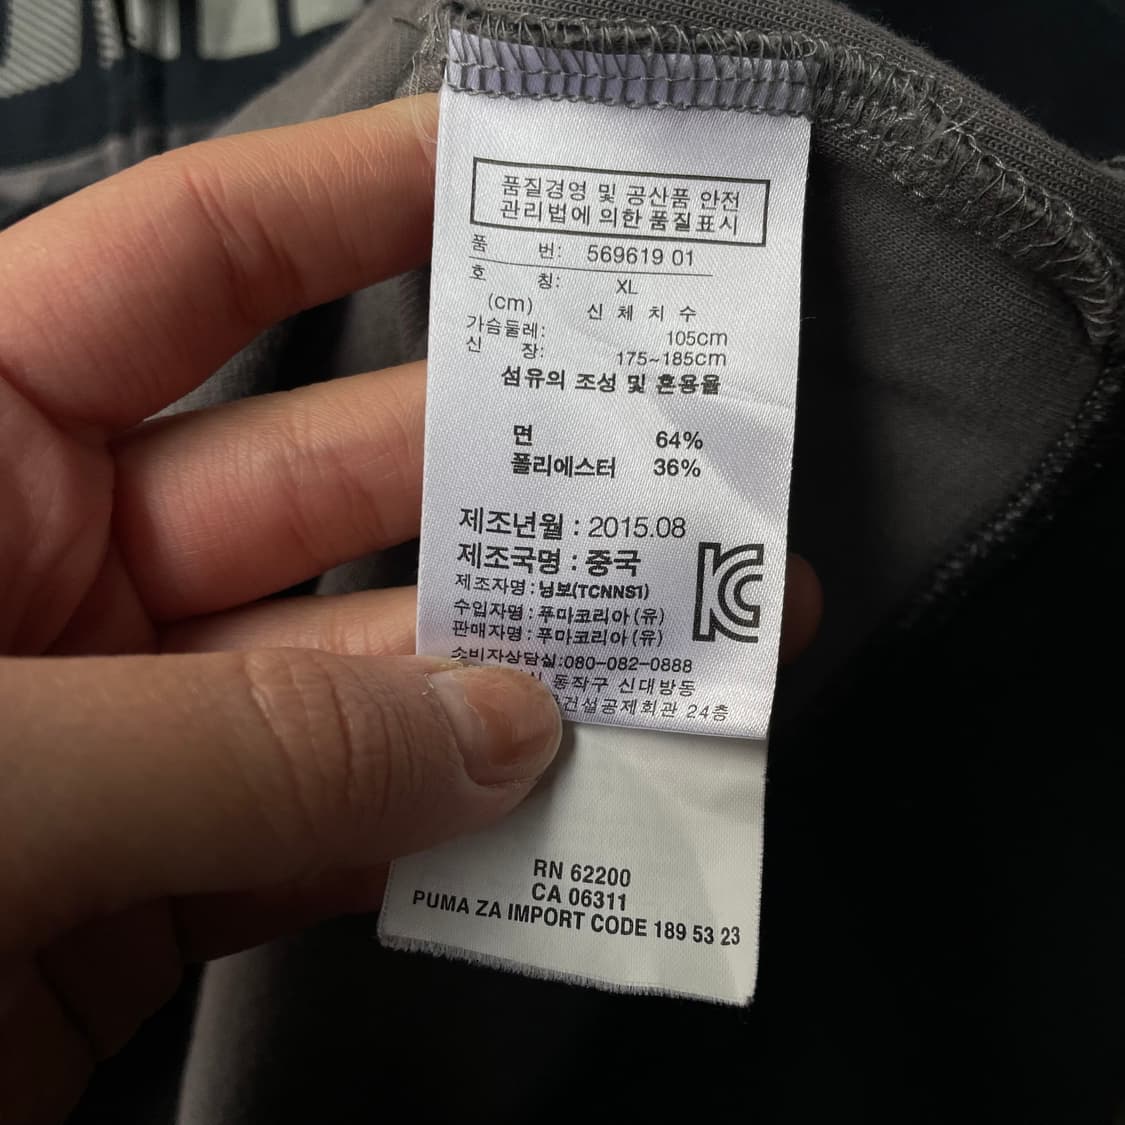 품질경영 및 공산품 안전
관리법에 의한 품질표시
품 번: 569619 01
호 칭: XL
(cm) 신 체 치 수
가슴둘레: 105cm
신 장: 175~185cm
섬유의 조성 및 혼용율
면 64%
폴리에스터 36%
제조년월 : 2015.08
제조국명 : 중국
제조자명 : 닝보(TCNNS1)
수입자명 : 푸마코리아(유)
판매자명 : 푸마코리아(유)
소비자상담실:080-082-0888
동작구 신대방동
건설공제회관 24층
KC
RN 62200
CA 06311
PUMA ZA IMPORT CODE 189 53 23